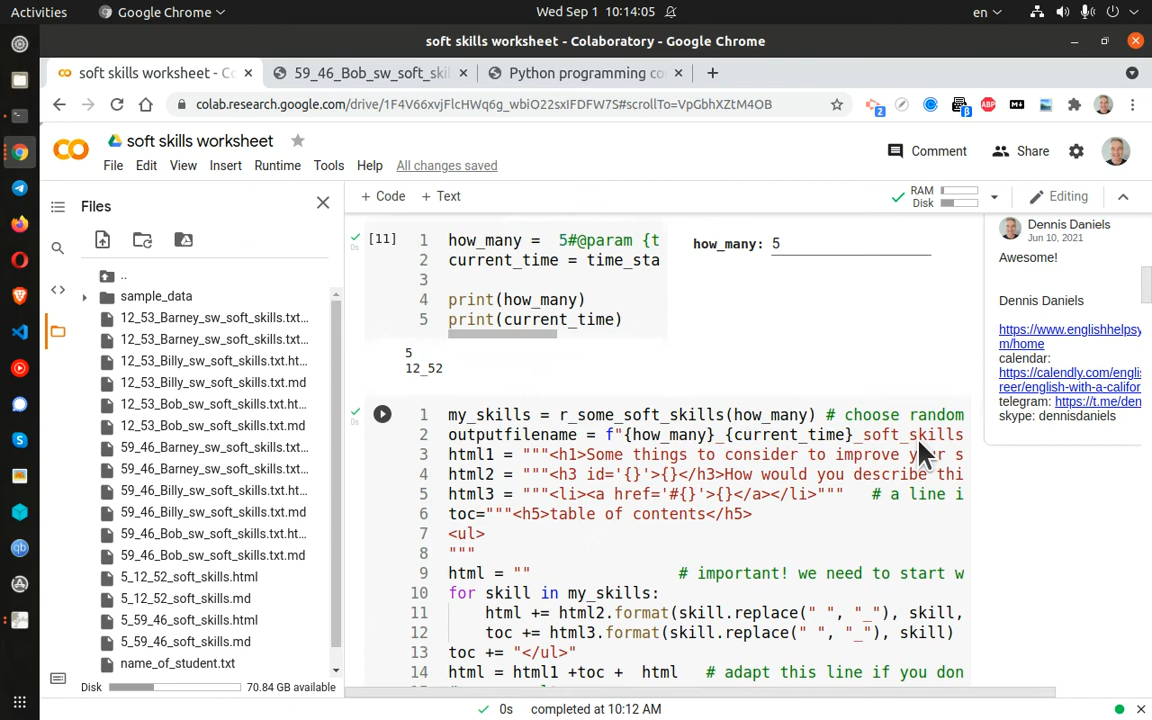 Activities
Google Chrome
Wed Sep 1 10:14:05
en
soft skills worksheet - Colaboratory - Google Chrome
soft skills worksheet - C
59_46_Bob_sw_soft_skil
Python programming co
colab.research.google.com/drive/1F4V66xvjFlcHWq6g_wbiO22sxIFDFW7S#scrollTo=VpGbhXZtM4OB
2
β
ABP
soft skills worksheet
File Edit View Insert Runtime Tools Help All changes saved
Comment
Share
Files
+ Code + Text
RAM
Disk
Editing
..
sample_data
12_53_Barney_sw_soft_skills.txt...
12_53_Barney_sw_soft_skills.txt...
12_53_Billy_sw_soft_skills.txt.ht...
12_53_Billy_sw_soft_skills.txt.md
12_53_Bob_sw_soft_skills.txt.ht...
12_53_Bob_sw_soft_skills.txt.md
59_46_Barney_sw_soft_skills.txt...
59_46_Barney_sw_soft_skills.txt...
59_46_Billy_sw_soft_skills.txt.ht...
59_46_Billy_sw_soft_skills.txt.md
59_46_Bob_sw_soft_skills.txt.ht...
59_46_Bob_sw_soft_skills.txt.md
5_12_52_soft_skills.html
5_12_52_soft_skills.md
5_59_46_soft_skills.html
5_59_46_soft_skills.md
name_of_student.txt
Disk 70.84 GB available
[11] 1 how_many = 5#@param {t
2 current_time = time_sta
3
4 print(how_many)
5 print(current_time)
how_many: 5
5
12_52
0s
1 my_skills = r_some_soft_skills(how_many) # choose random
2 outputfilename = f"{how_many}_{current_time}_soft_skills
3 html1 = """<h1>Some things to consider to improve your s
4 html2 = """<h3 id='{}'>{}</h3>How would you describe thi
5 html3 = """<li><a href='#{}'>{}</a></li>""" # a line i
6 toc="""<h5>table of contents</h5>
7 <ul>
8 """
9 html = "" # important! we need to start w
10 for skill in my_skills:
11 html += html2.format(skill.replace(" ", "_"), skill,
12 toc += html3.format(skill.replace(" ", "_"), skill)
13 toc += "</ul>"
14 html = html1 +toc + html # adapt this line if you don
Dennis Daniels
Jun 10, 2021
Awesome!
Dennis Daniels
https://www.englishhelpsy
m/home
calendar:
https://calendly.com/engli
reer/english-with-a-califor
telegram: https://t.me/den
skype: dennisdaniels
0s completed at 10:12 AM